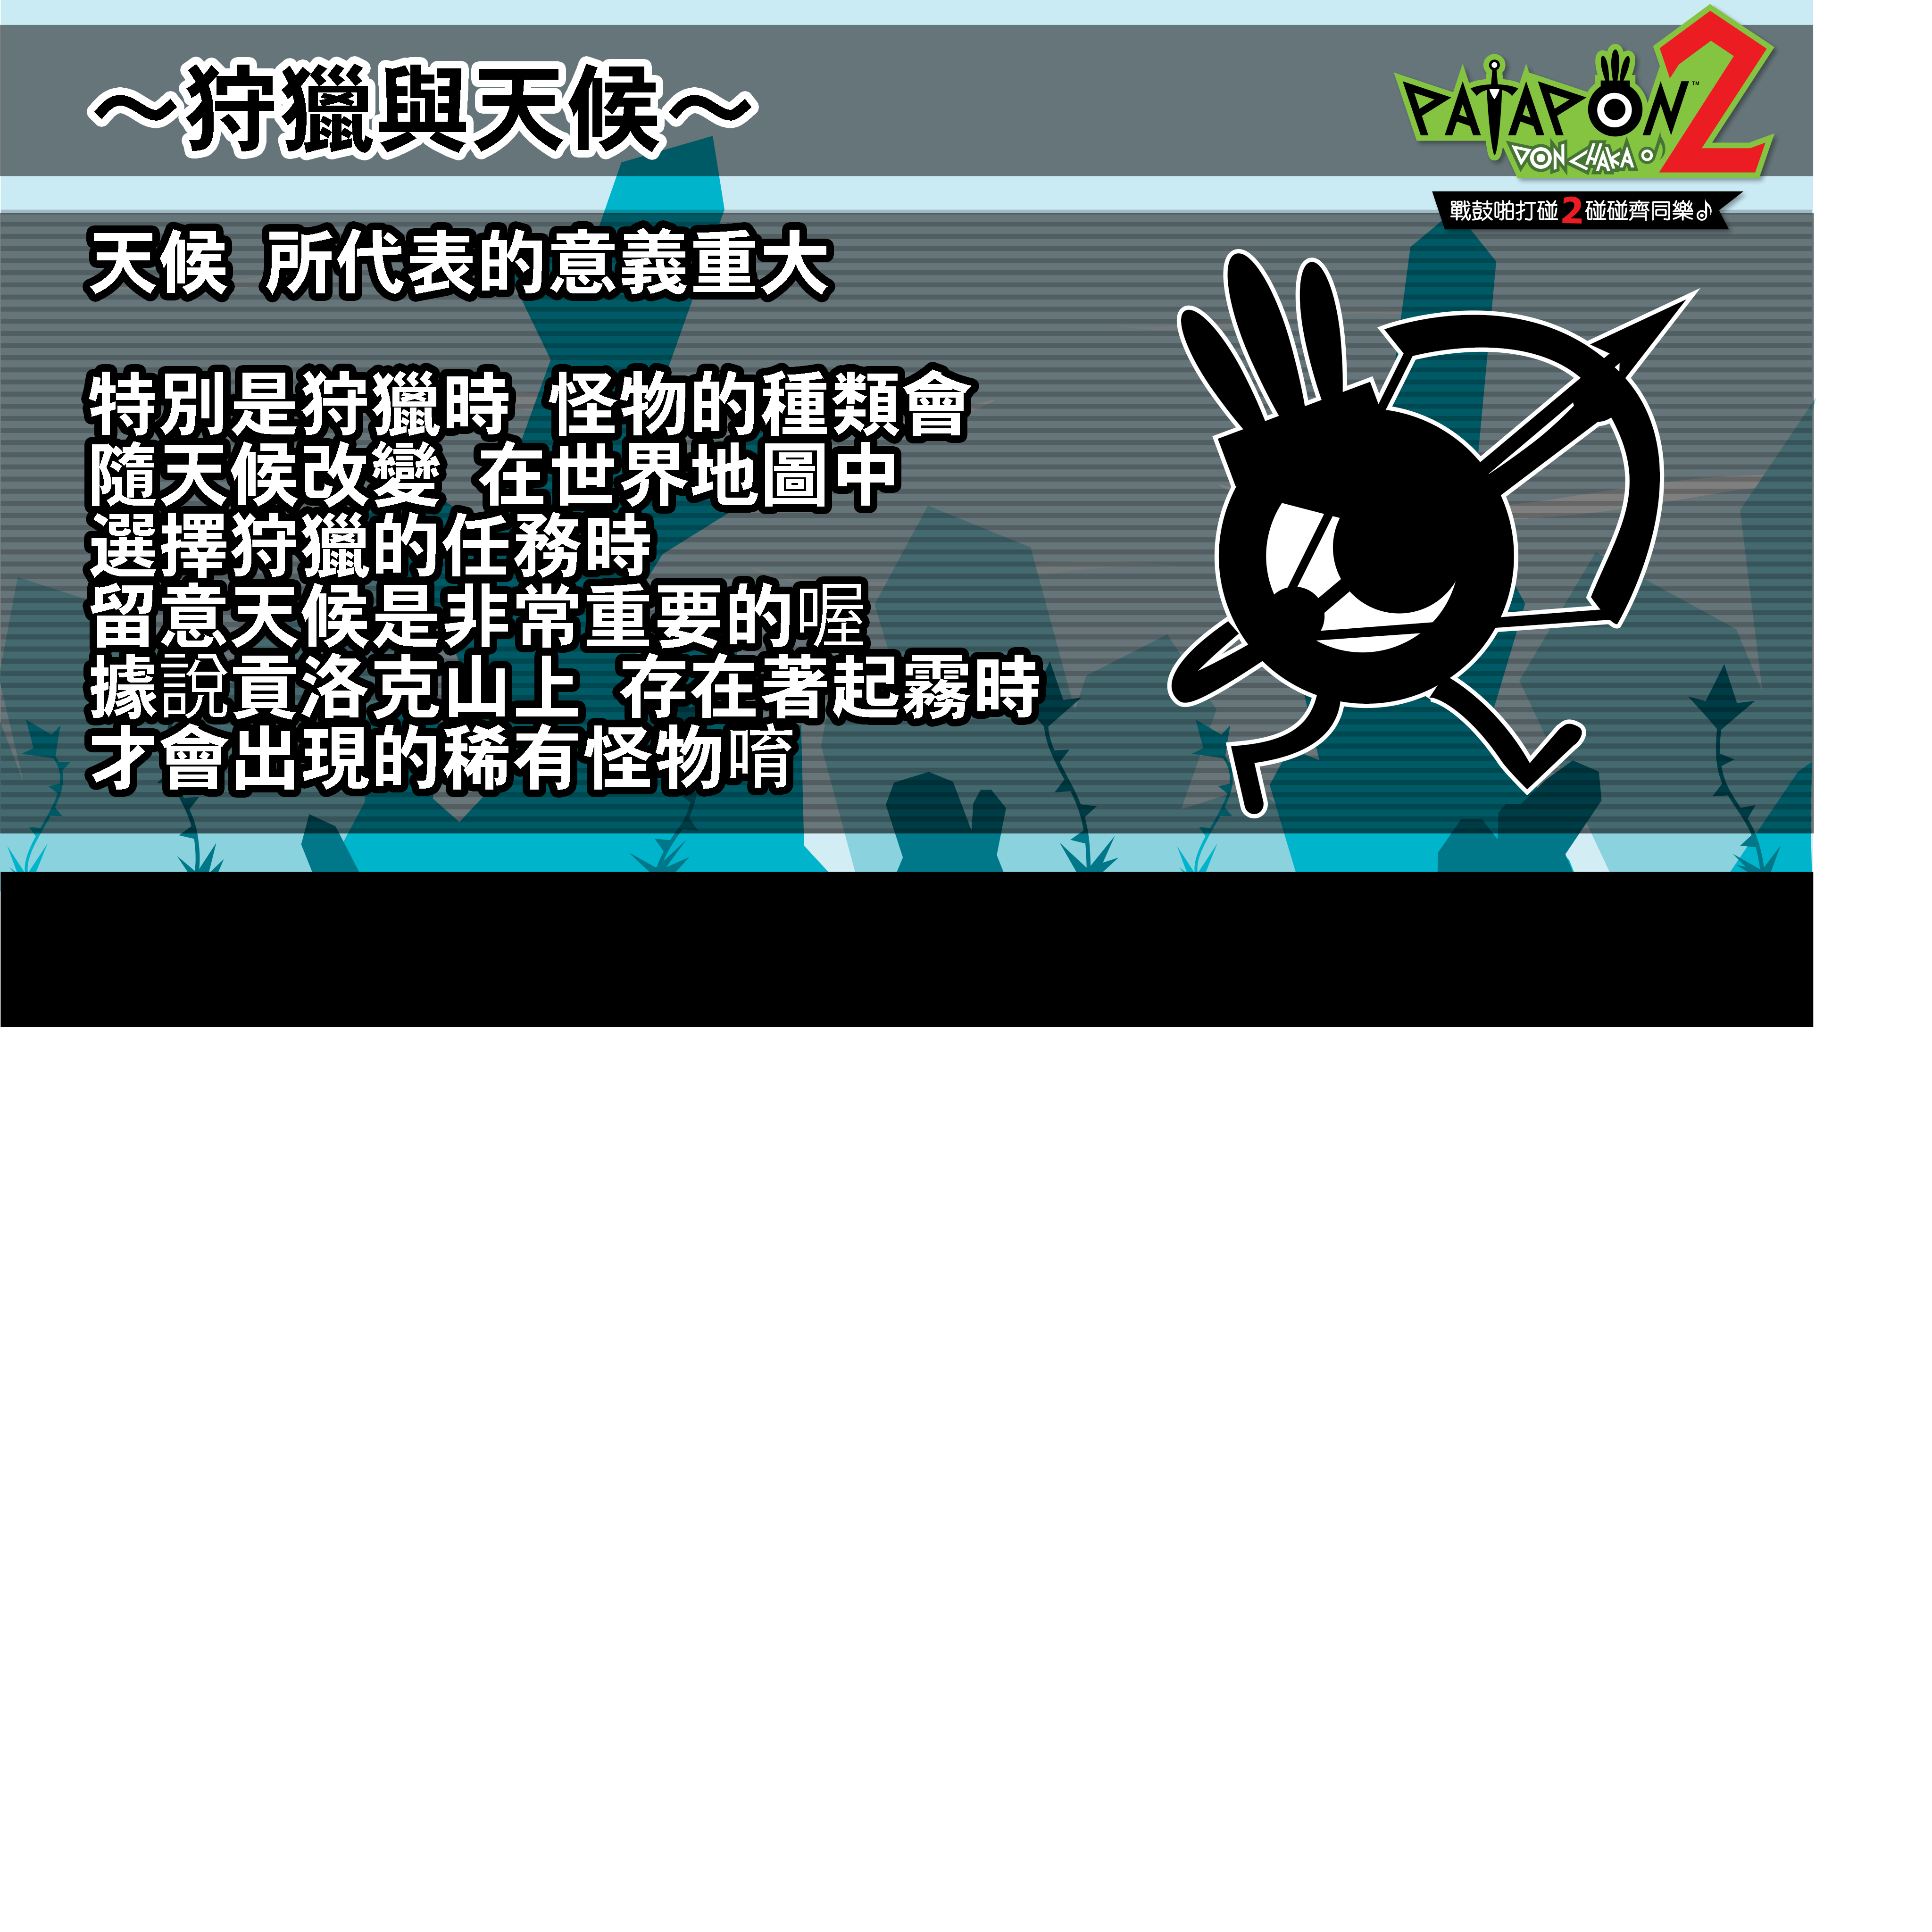 ～狩獵與天候～
PATAPON2™
DON CHAKA♪
戰鼓啪打碰2碰碰齊同樂♪
天候 所代表的意義重大
特別是狩獵時 怪物的種類會
隨天候改變 在世界地圖中
選擇狩獵的任務時
留意天候是非常重要的喔
據說貢洛克山上 存在著起霧時
才會出現的稀有怪物唷